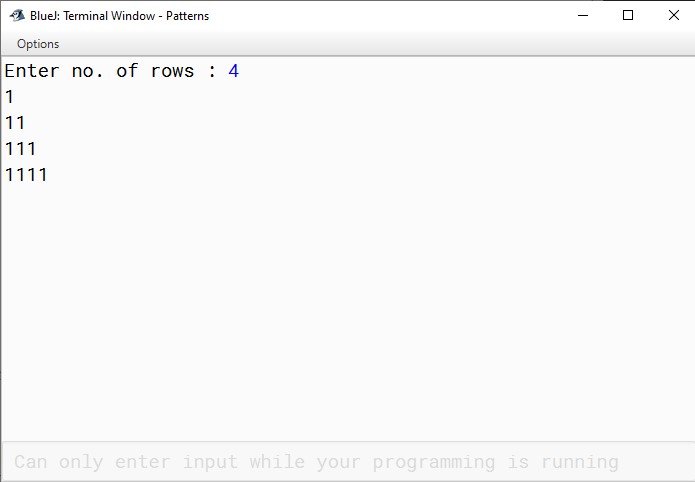 BlueJ: Terminal Window - Patterns
Options
Enter no. of rows : 4
1
11
111
1111
Can only enter input while your programming is running